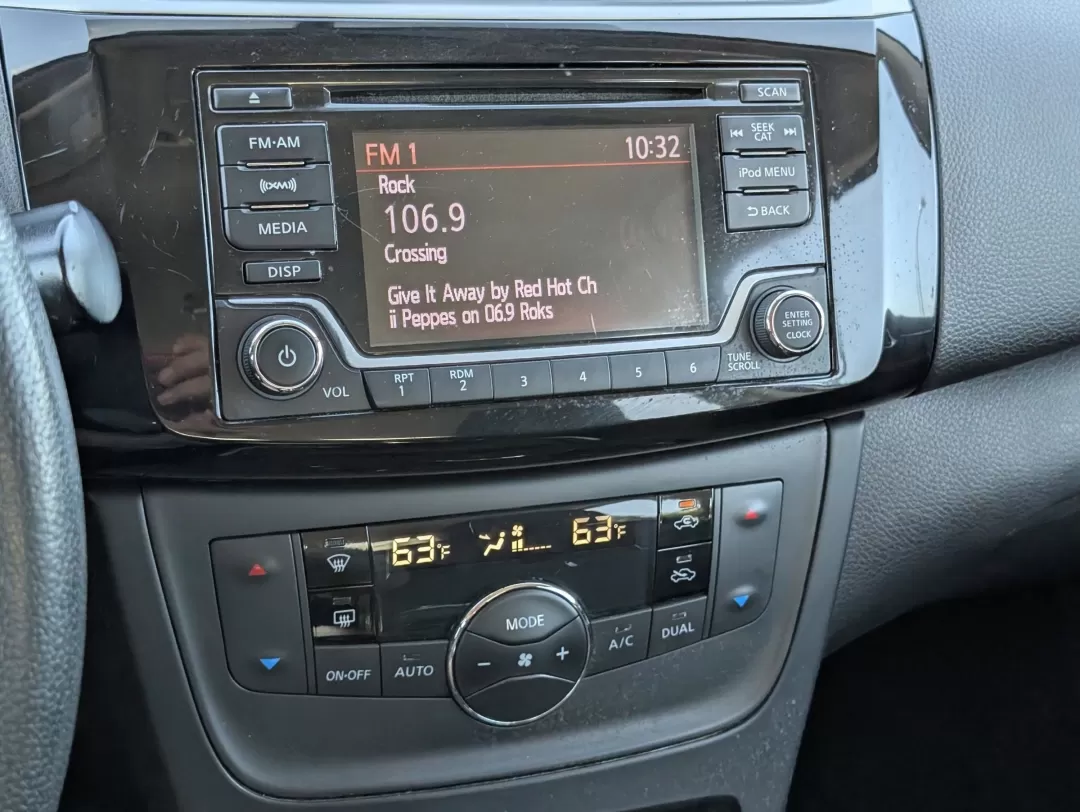 SCAN
FM·AM
SEEK
CAT
FM 1 10:32
iPod MENU
Rock
XM
106.9
BACK
MEDIA
Crossing
DISP
Give It Away by Red Hot Ch
ii Peppes on 06.9 Roks
ENTER
SETTING
CLOCK
VOL
RPT
1
RDM
2
3
4
5
6
TUNE
SCROLL
63°F
63°F
MODE
A/C
DUAL
ON·OFF
AUTO
− +